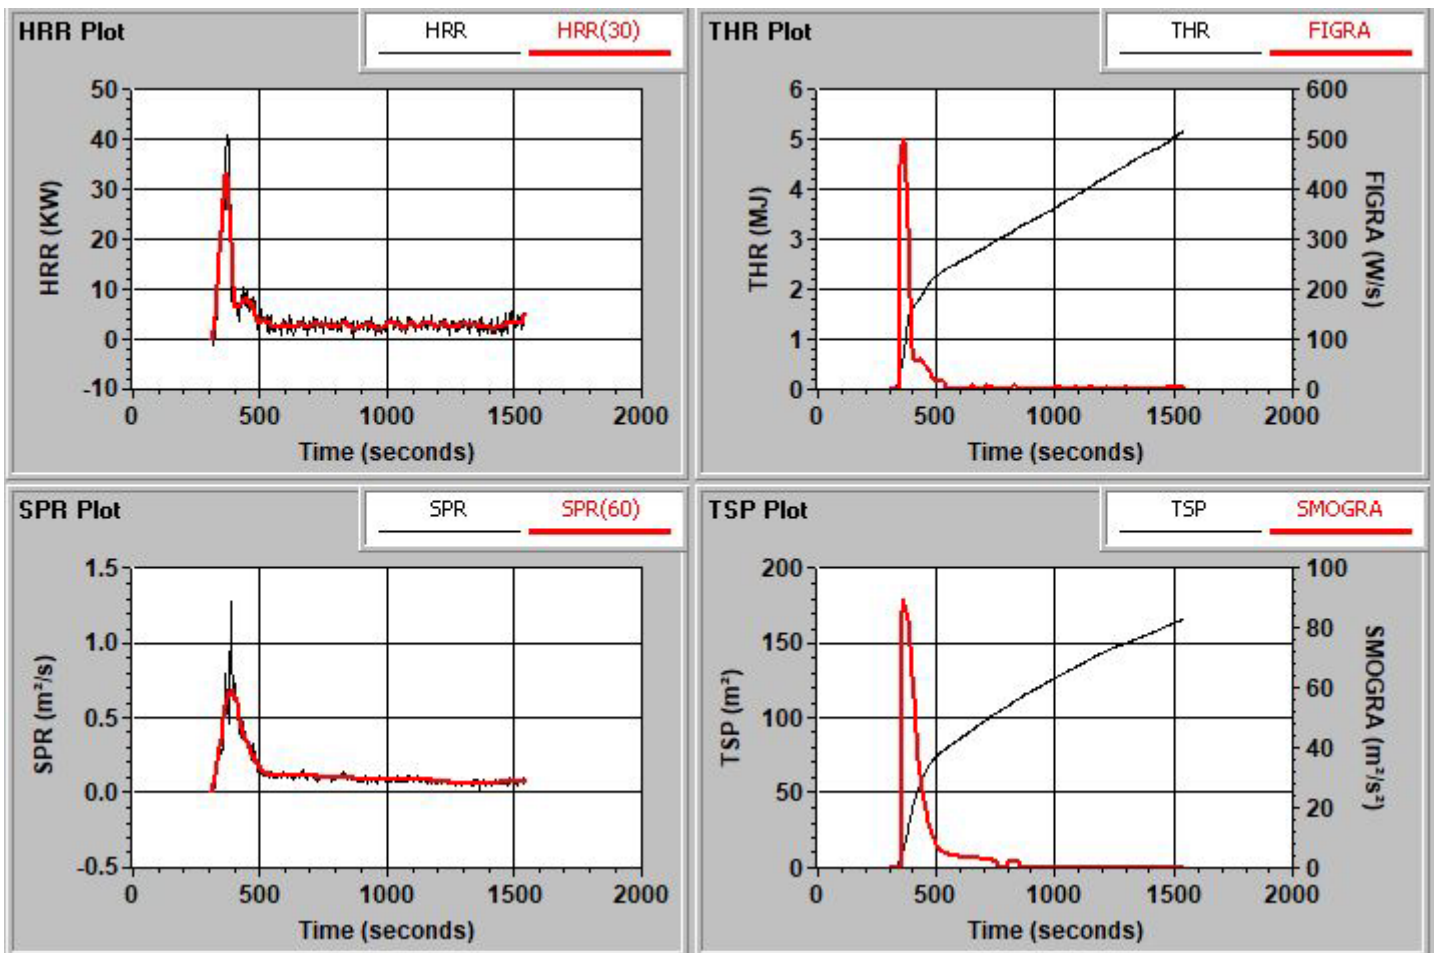 HRR Plot
HRR HRR(30)
HRR (KW)
50
40
30
20
10
0
-10
0 500 1000 1500 2000
Time (seconds)
THR Plot
THR FIGRA
THR (MJ)
6
5
4
3
2
1
0
600
500
400
300
200
100
0
FIGRA (W/s)
0 500 1000 1500 2000
Time (seconds)
SPR Plot
SPR SPR(60)
SPR (m²/s)
1.5
1.0
0.5
0.0
-0.5
0 500 1000 1500 2000
Time (seconds)
TSP Plot
TSP SMOGRA
TSP (m²)
200
150
100
50
0
100
80
60
40
20
0
SMOGRA (m²/s²)
0 500 1000 1500 2000
Time (seconds)